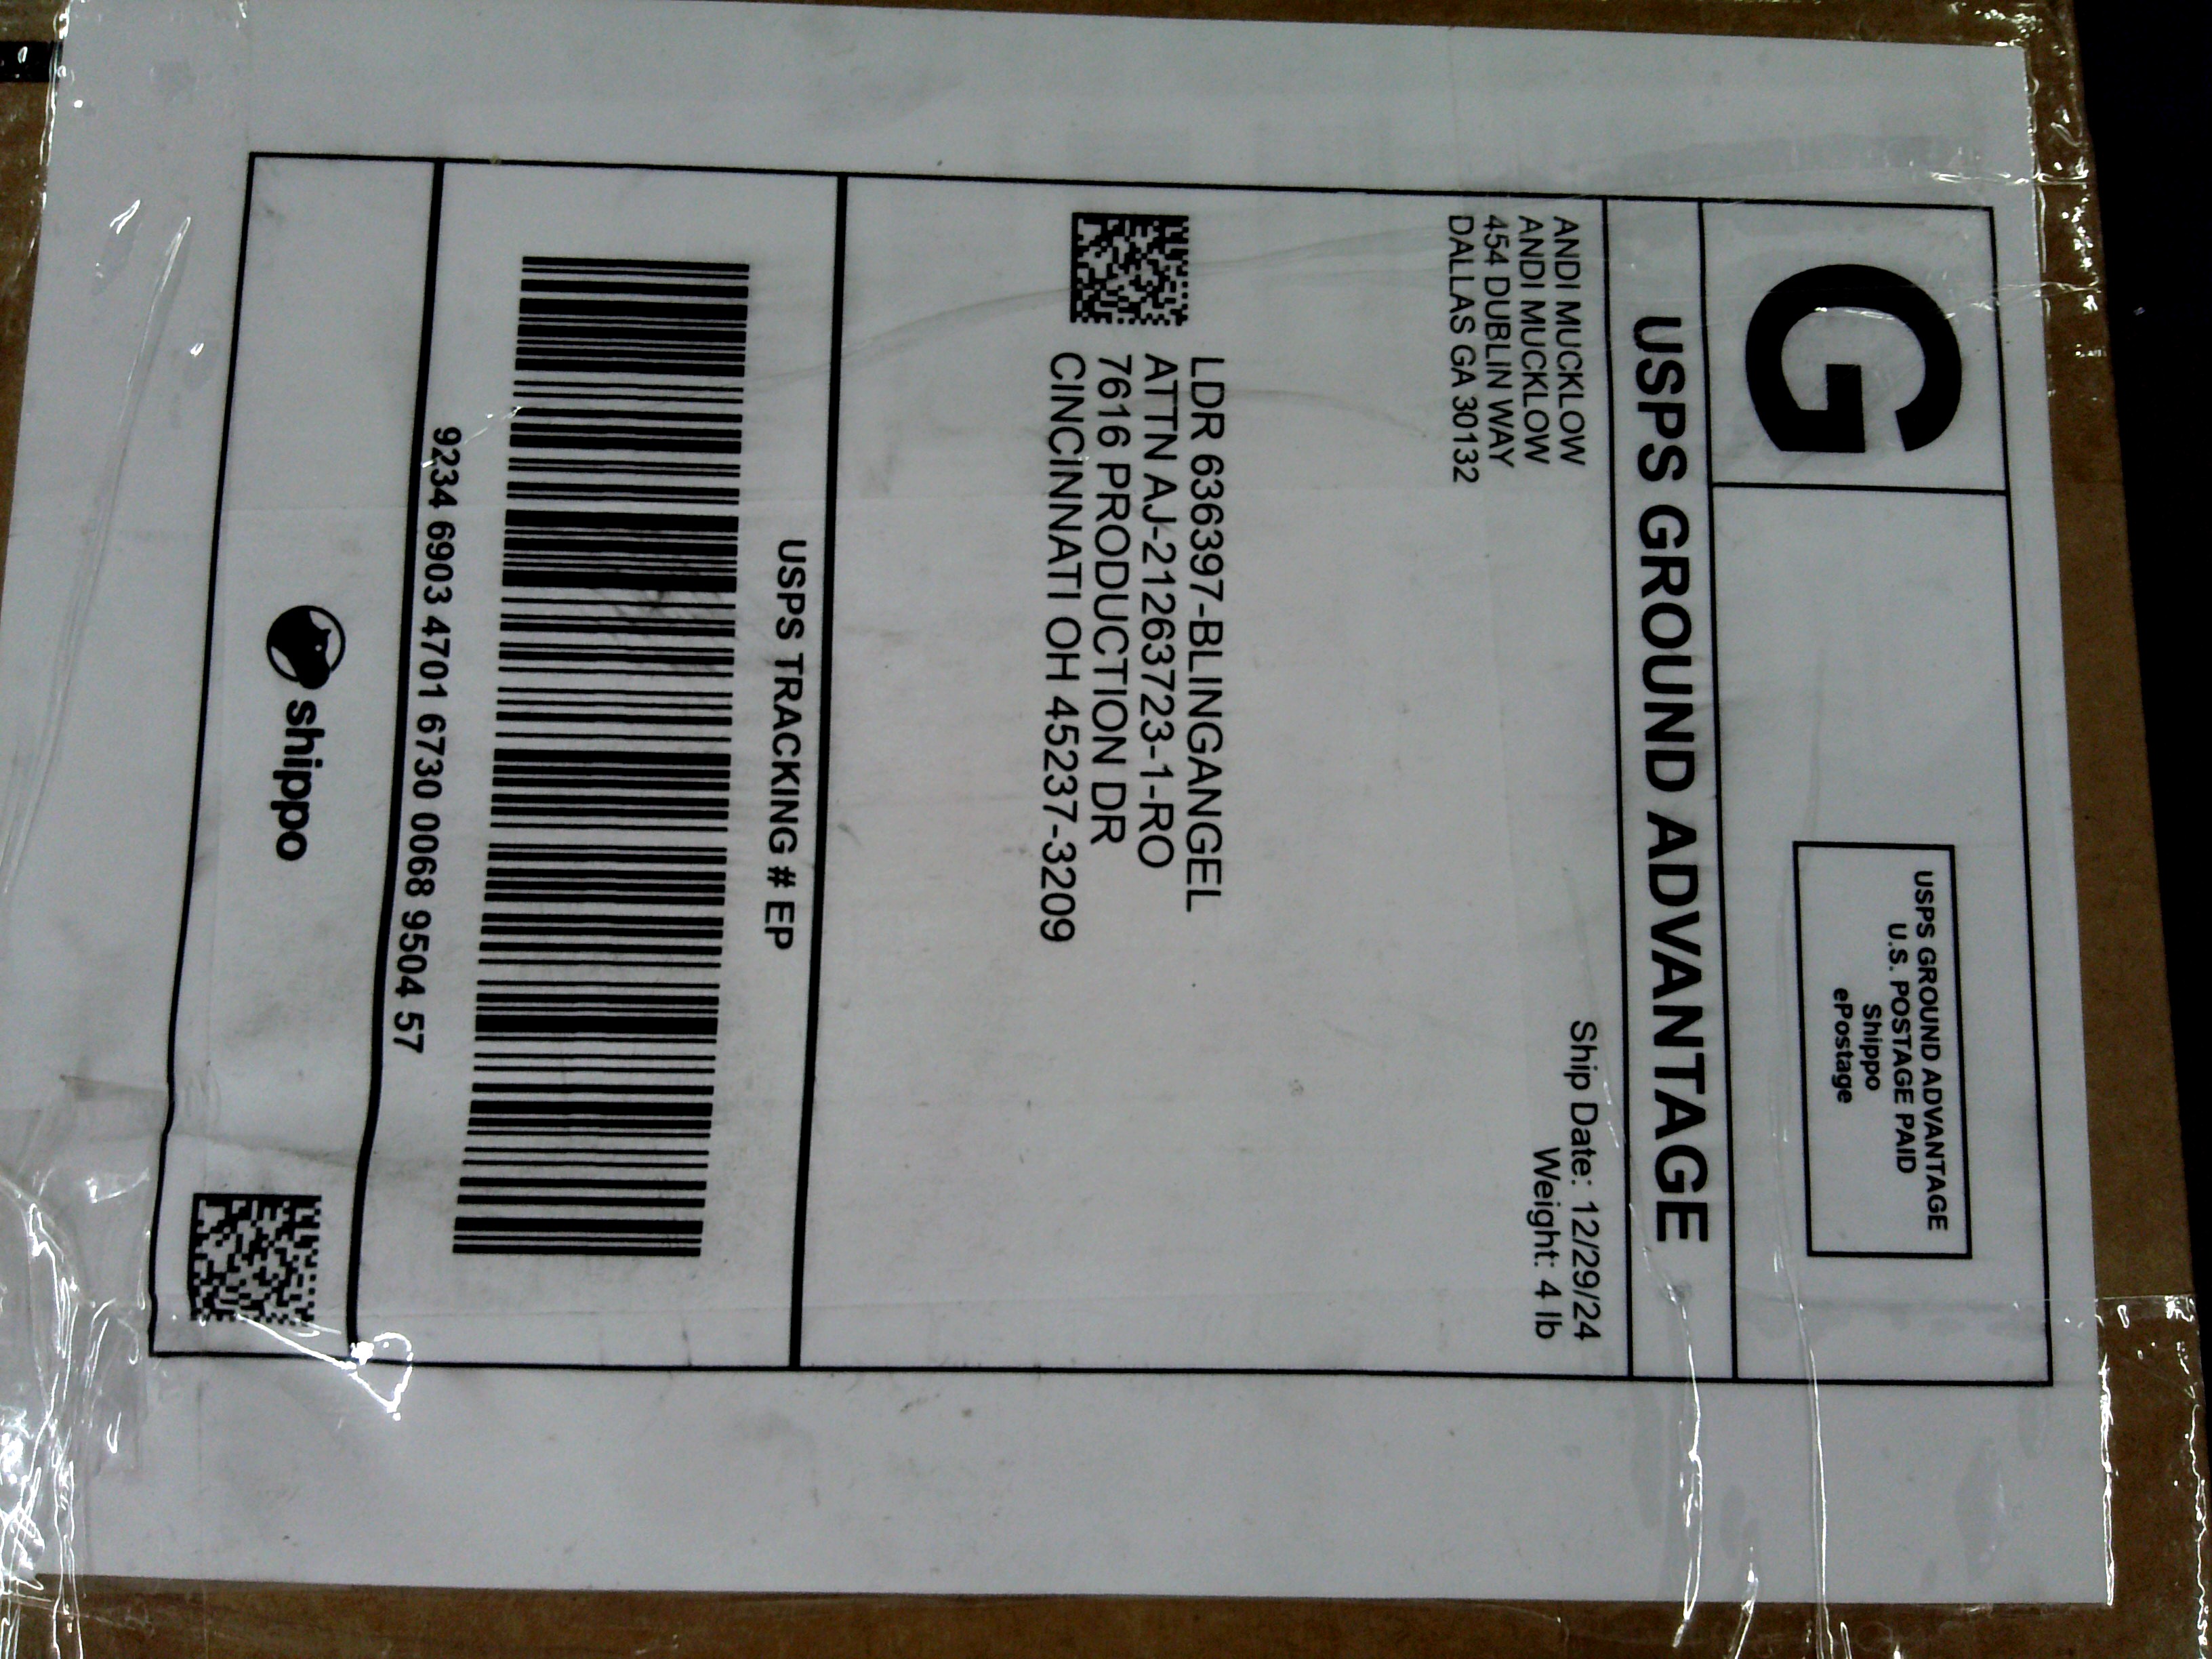 G
USPS GROUND ADVANTAGE
U.S. POSTAGE PAID
Shippo
ePostage
USPS GROUND ADVANTAGE
ANDI MUCKLOW
ANDI MUCKLOW
454 DUBLIN WAY
DALLAS GA 30132
Ship Date: 12/29/24
Weight: 4 lb
LDR 636397-BLINGANGEL
ATTN AJ-21263723-1-RO
7616 PRODUCTION DR
CINCINNATI OH 45237-3209
USPS TRACKING # EP
9234 6903 4701 6730 0068 9504 57
shippo